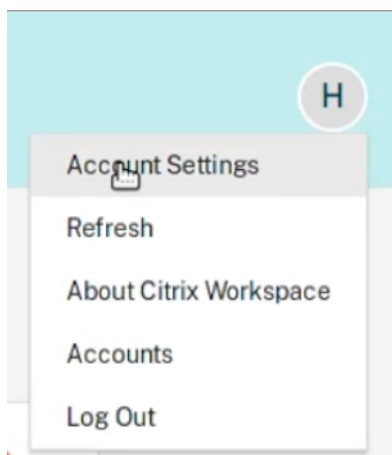 H
Account Settings
Refresh
About Citrix Workspace
Accounts
Log Out